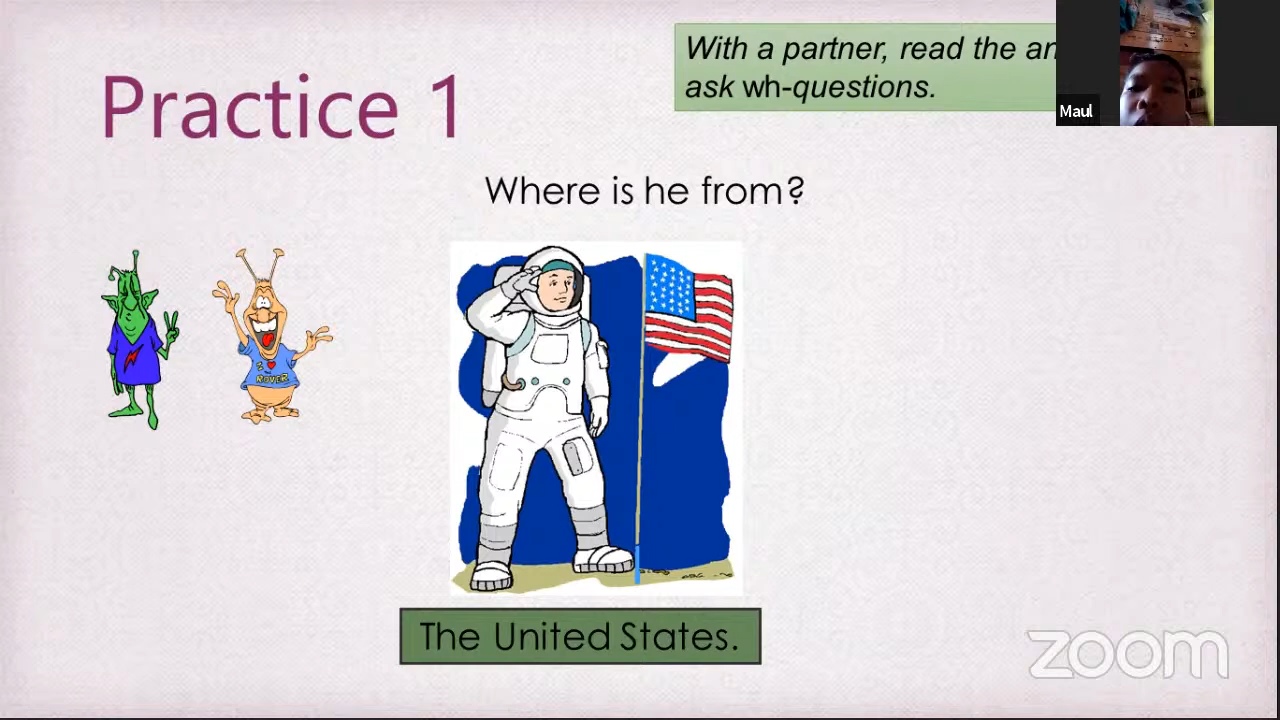 Practice 1
With a partner, read the
ask wh-questions.
Maul
Where is he from?
I
ROVER
The United States.
zoom